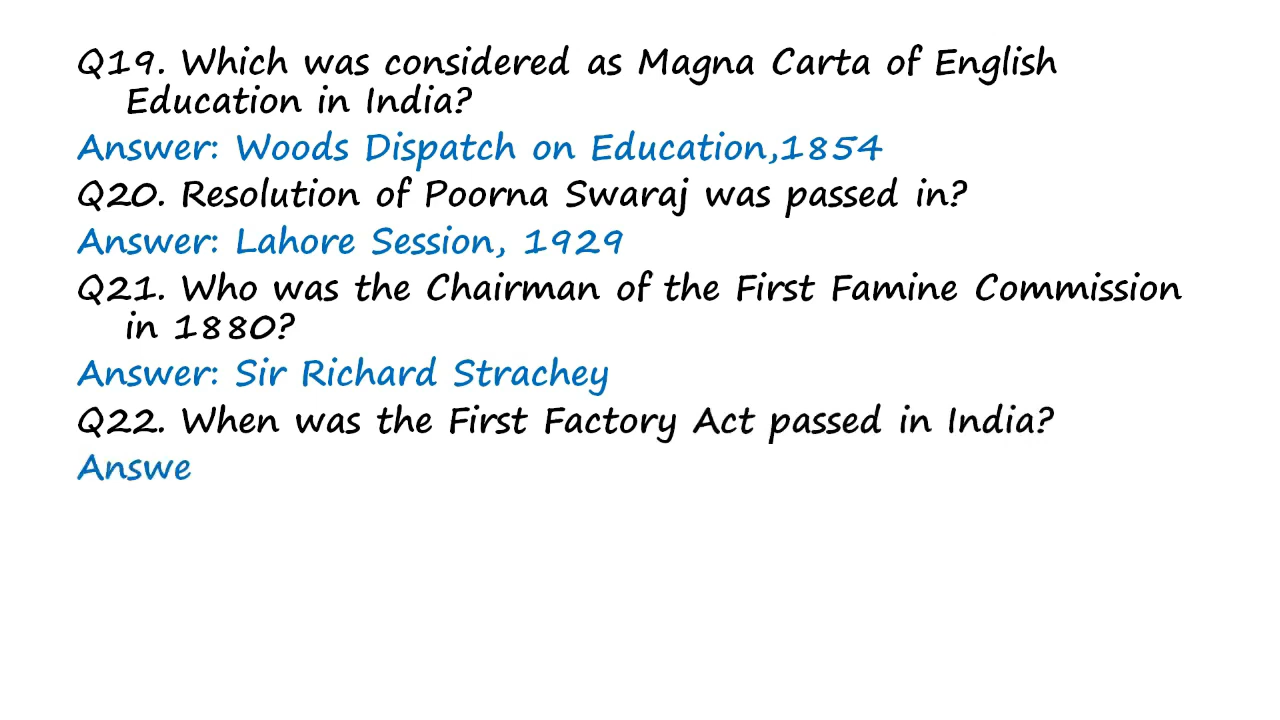 Q19. Which was considered as Magna Carta of English
Education in India?
Answer: Woods Dispatch on Education,1854
Q20. Resolution of Poorna Swaraj was passed in?
Answer: Lahore Session, 1929
Q21. Who was the Chairman of the First Famine Commission
in 1880?
Answer: Sir Richard Strachey
Q22. When was the First Factory Act passed in India?
Answe